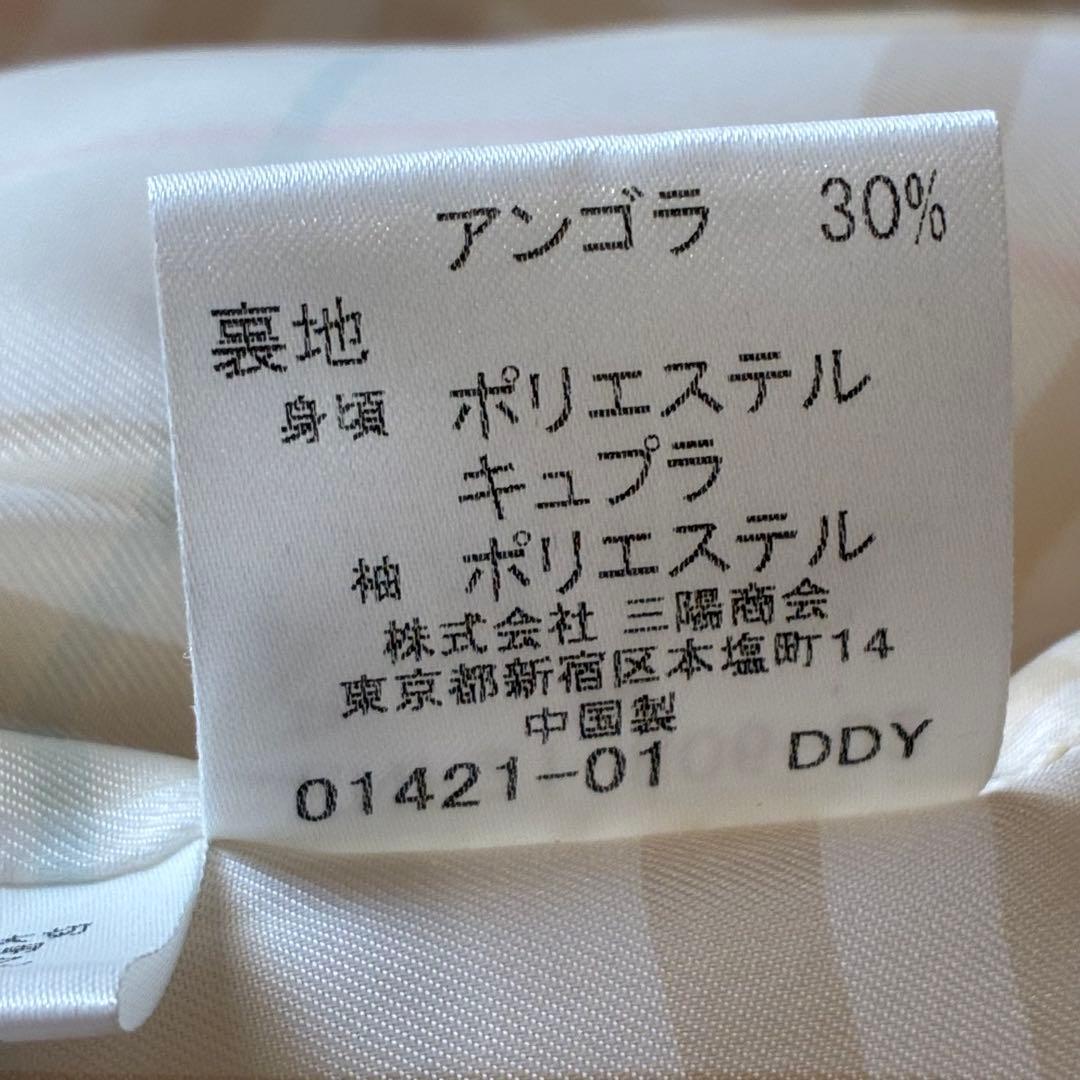 アンゴラ 30%
裏地
身頃 ポリエステル
キュプラ
袖 ポリエステル
株式会社 三陽商会
東京都新宿区本塩町14
中国製
01421-01 DDY